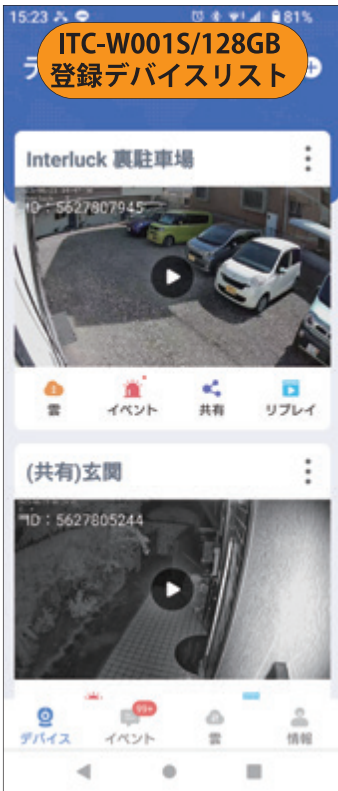 15:23
81%
ITC-W001S/128GB
登録デバイスリスト
Interluck 裏駐車場
ID : 5627807945
雲
イベント
共有
リプレイ
(共有)玄関
ID : 5627805244
99+
デバイス
イベント
雲
情報